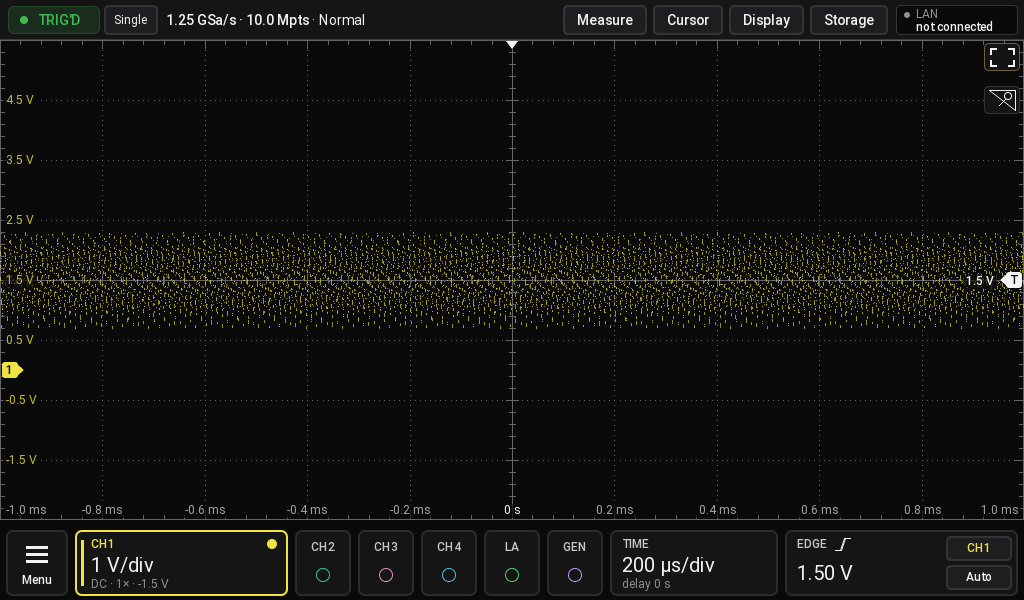 TRIG'D
Single
1.25 GSa/s · 10.0 Mpts · Normal
Measure
Cursor
Display
Storage
LAN
not connected
4.5 V
3.5 V
2.5 V
1.5 V
1.5 V
T
0.5 V
1
-0.5 V
-1.5 V
-1.0 ms
-0.8 ms
-0.6 ms
-0.4 ms
-0.2 ms
0 s
0.2 ms
0.4 ms
0.6 ms
0.8 ms
1.0 ms
Menu
CH1
1 V/div
DC · 1× · -1.5 V
CH2
CH3
CH4
LA
GEN
TIME
200 µs/div
delay 0 s
EDGE
1.50 V
CH1
Auto